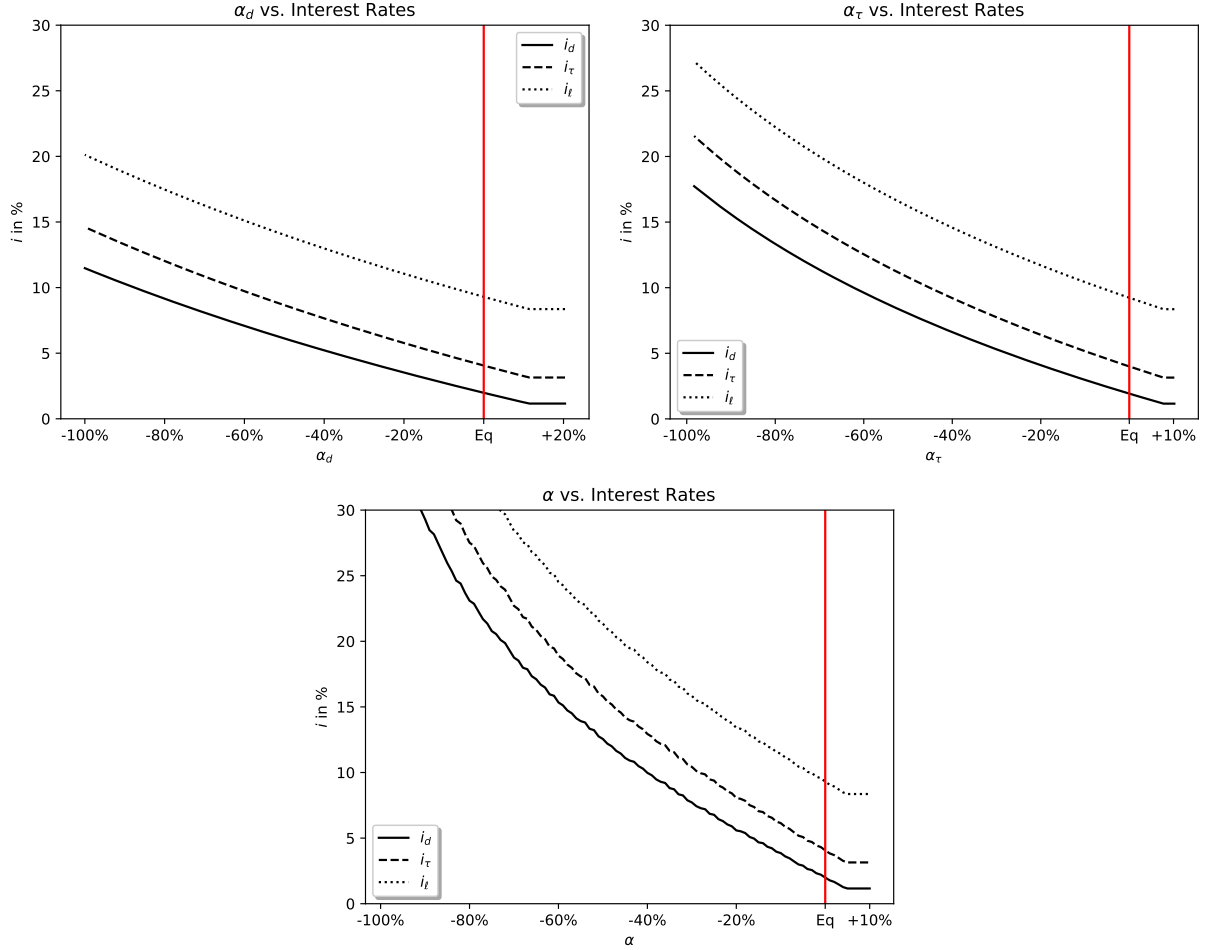 α_d vs. Interest Rates
30
25
20
15
10
5
0
i in %
-100% -80% -60% -40% -20% Eq +20%
α_d
i_d
i_τ
i_ℓ
α_τ vs. Interest Rates
30
25
20
15
10
5
0
i in %
-100% -80% -60% -40% -20% Eq +10%
α_τ
i_d
i_τ
i_ℓ
α vs. Interest Rates
30
25
20
15
10
5
0
i in %
-100% -80% -60% -40% -20% Eq +10%
α
i_d
i_τ
i_ℓ